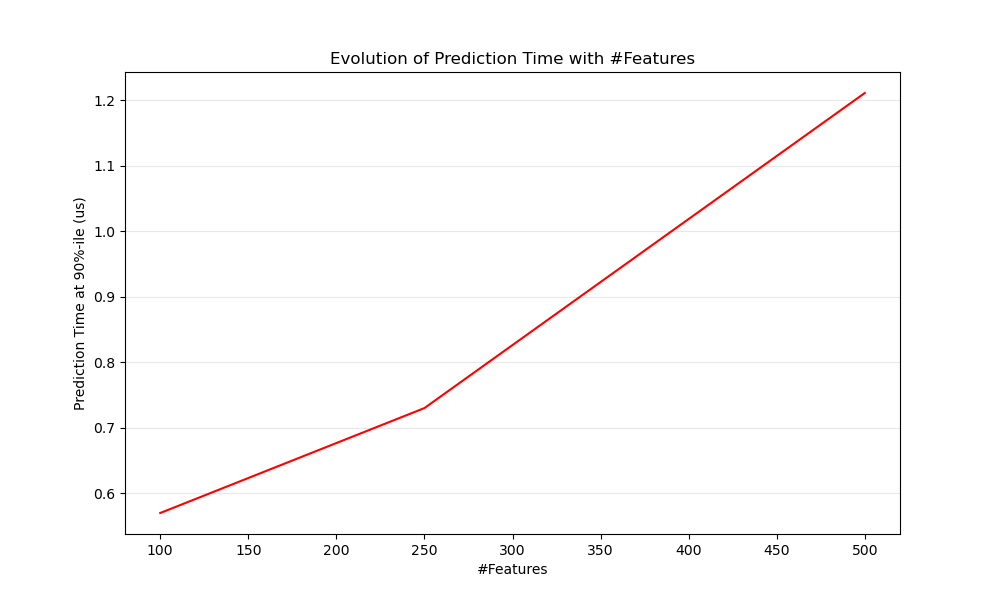 Evolution of Prediction Time with #Features
Prediction Time at 90%-ile (us)
1.2
1.1
1.0
0.9
0.8
0.7
0.6
100 150 200 250 300 350 400 450 500
#Features